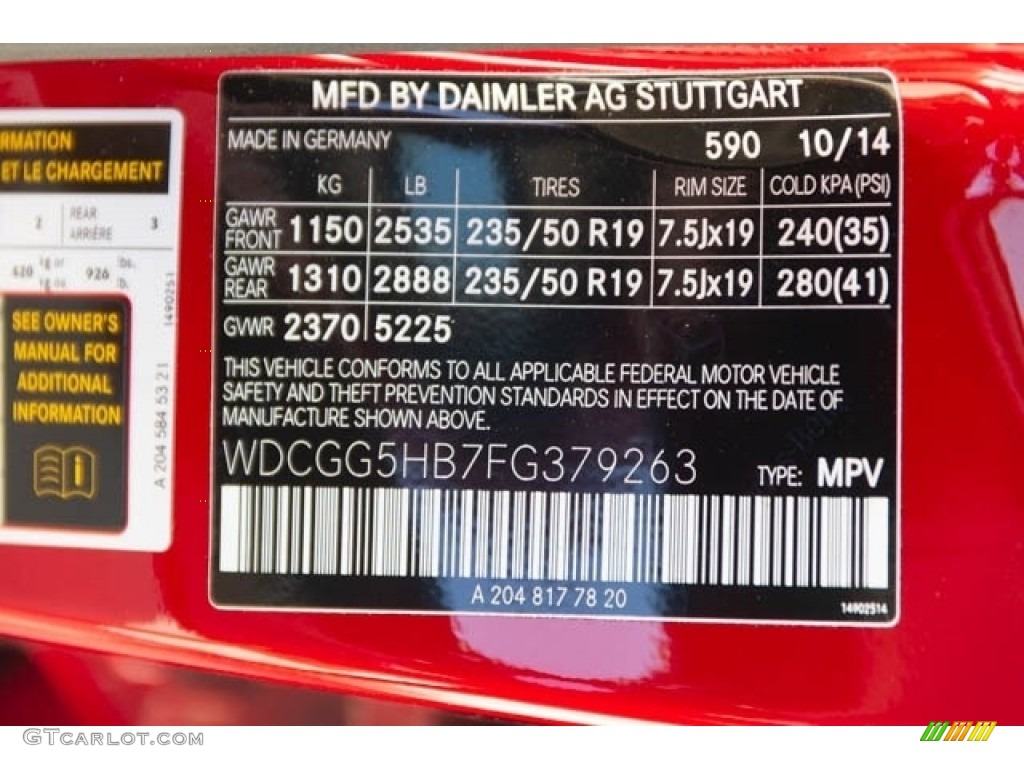 MFD BY DAIMLER AG STUTTGART
MADE IN GERMANY 590 10/14
KG LB TIRES RIM SIZE COLD KPA(PSI)
GAWR FRONT 1150 2535 235/50 R19 7.5Jx19 240(35)
GAWR REAR 1310 2888 235/50 R19 7.5Jx19 280(41)
GVWR 2370 5225
THIS VEHICLE CONFORMS TO ALL APPLICABLE FEDERAL MOTOR VEHICLE
SAFETY AND THEFT PREVENTION STANDARDS IN EFFECT ON THE DATE OF
MANUFACTURE SHOWN ABOVE.
WDCGG5HB7FG379263 TYPE: MPV
A 204 817 78 20
14902514
RMATION
ET LE CHARGEMENT
2 REAR ARRIÈRE 3
420 kg 926 lbs.
SEE OWNER'S
MANUAL FOR
ADDITIONAL
INFORMATION
A 204 584 53 21
1490251
GTcarlot.com